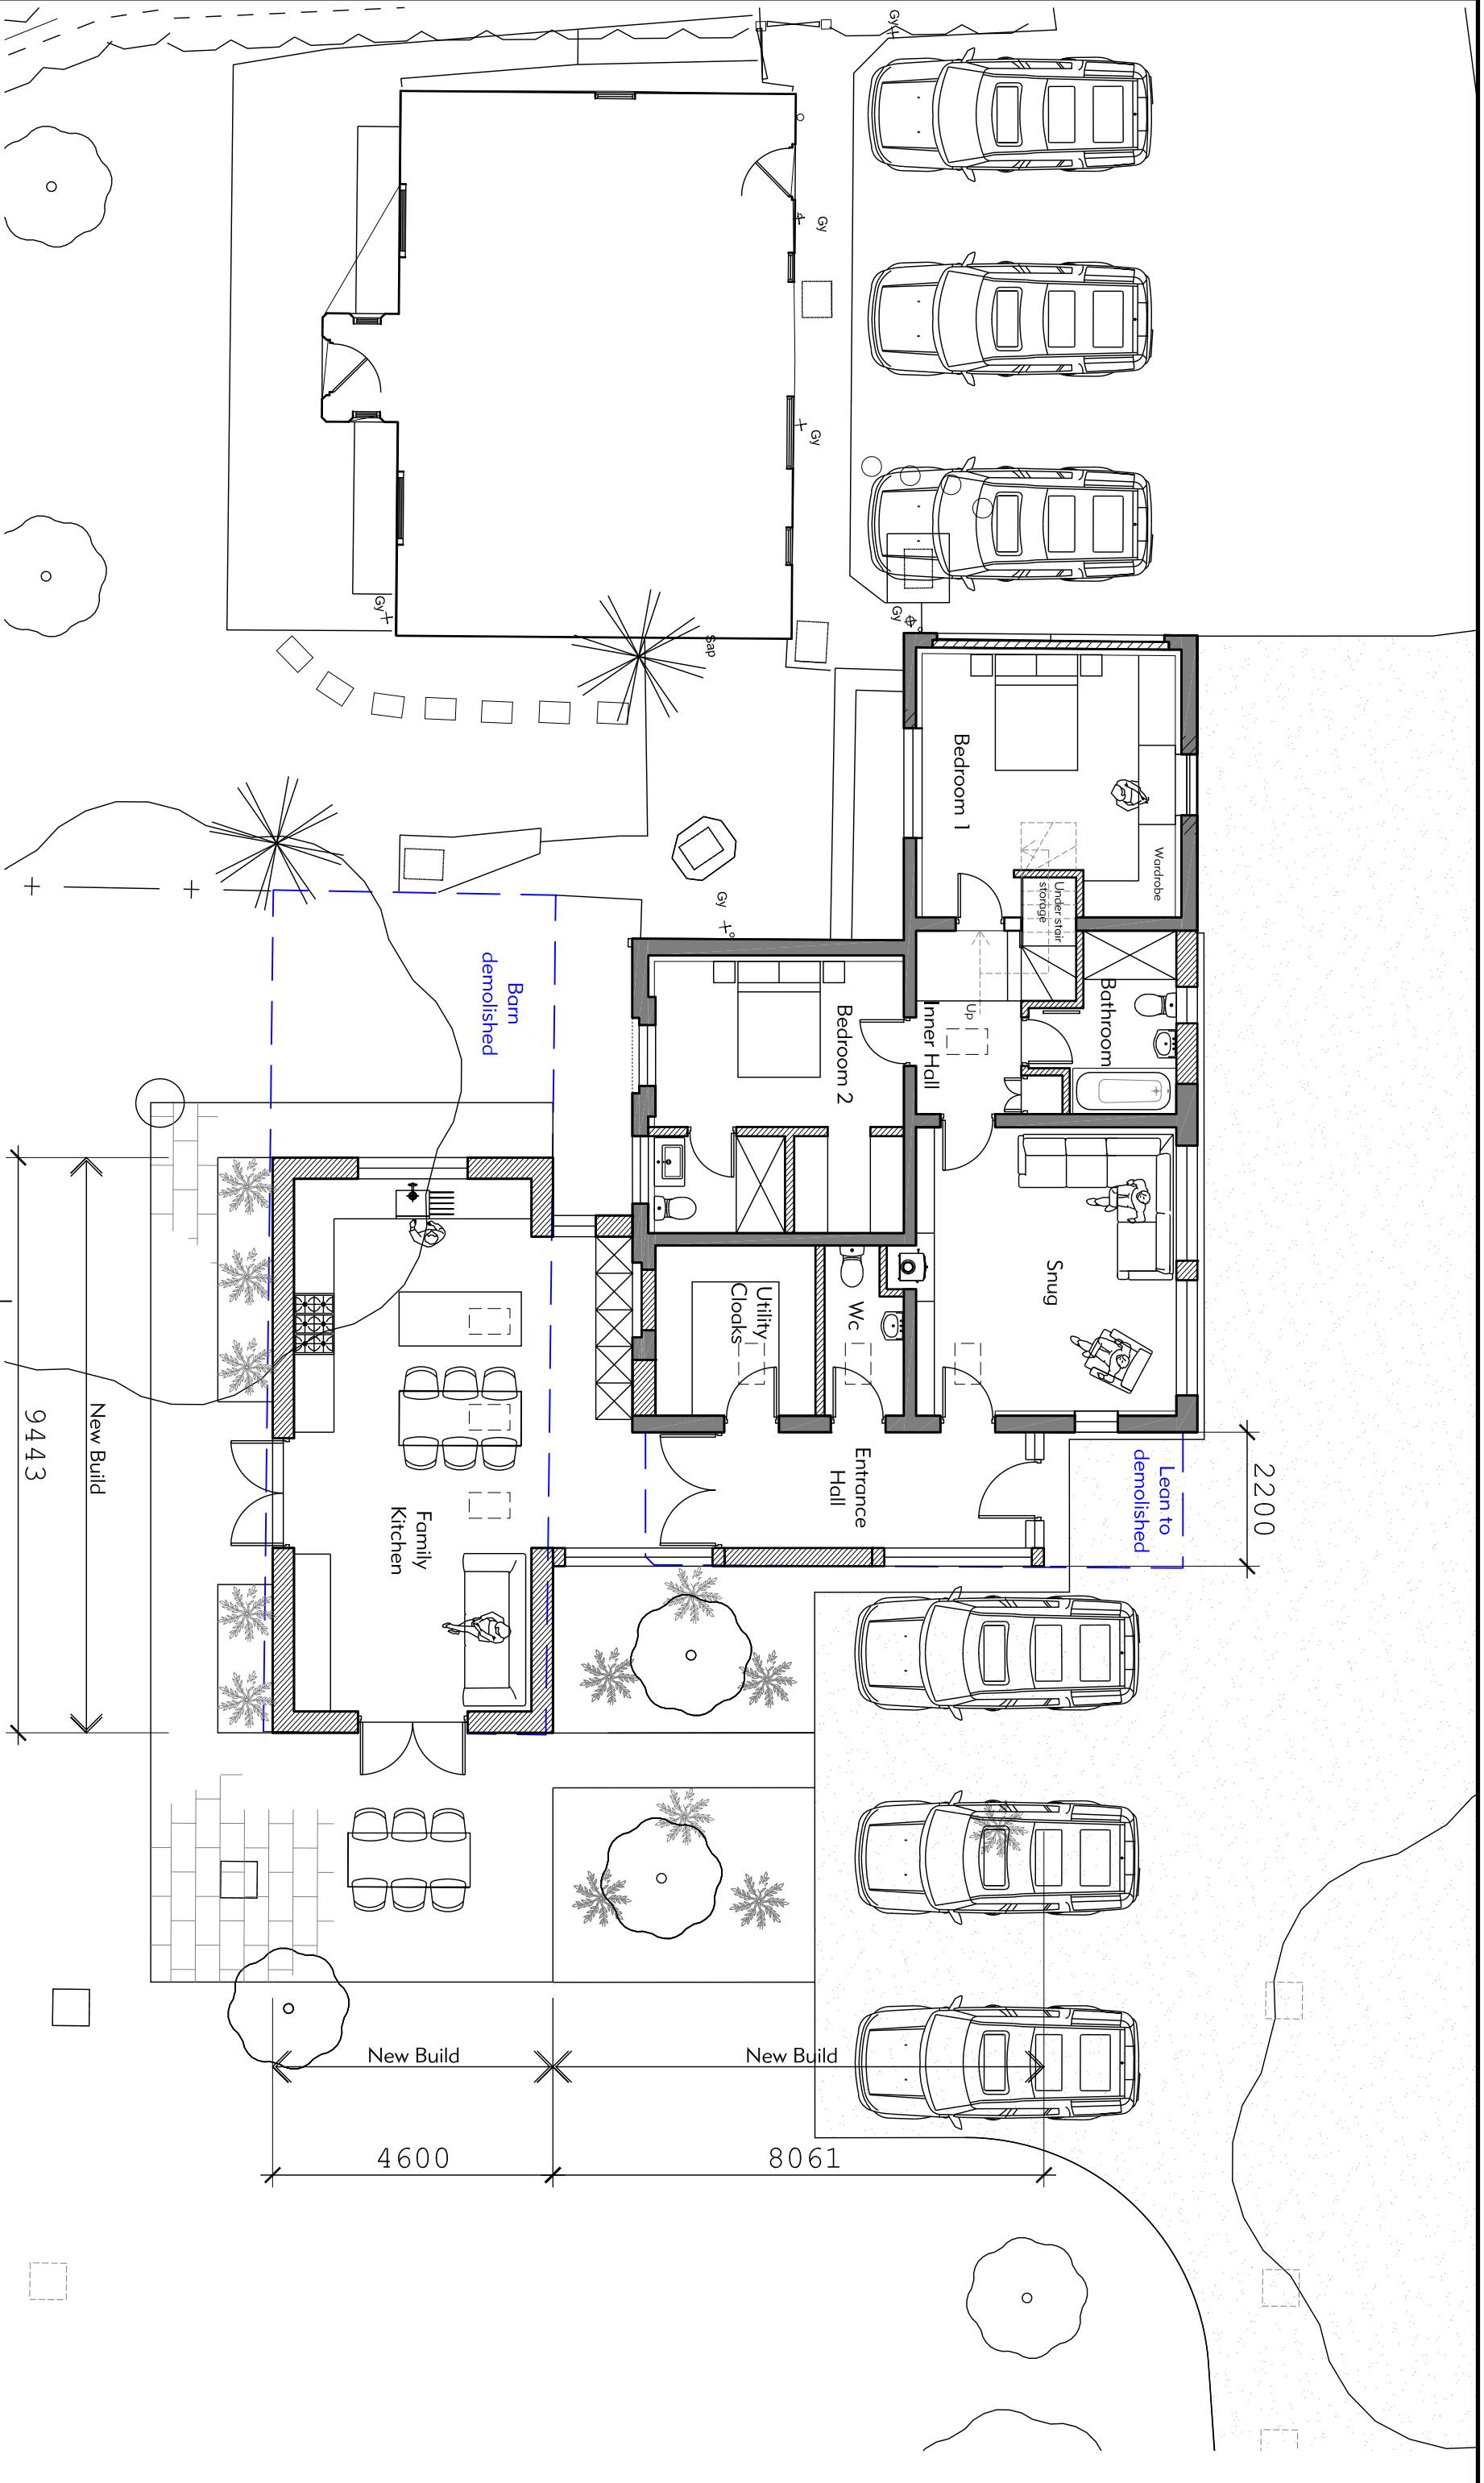 Gy
Gy
Gy
Gy
Gy
Sap
Gy
Bedroom 1
Wardrobe
Under stair
storage
Bathroom
Up
Inner Hall
Bedroom 2
Barn
demolished
Snug
Wc
Utility
Cloaks
Entrance
Hall
Lean to
demolished
2200
Family
Kitchen
New Build
9443
New Build
New Build
4600
8061